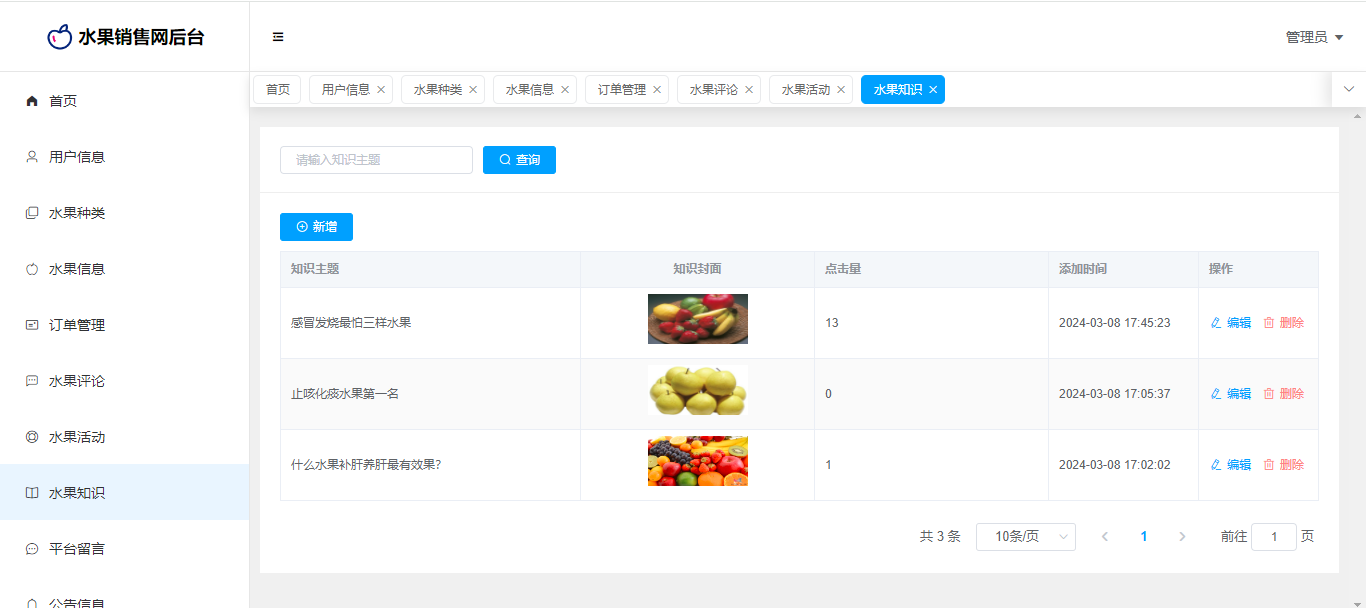 水果销售网后台
管理员
首页
用户信息
水果种类
水果信息
订单管理
水果评论
水果活动
水果知识
平台留言
公告信息
首页 用户信息 水果种类 水果信息 订单管理 水果评论 水果活动 水果知识
请输入知识主题 查询
新增
知识主题 知识封面 点击量 添加时间 操作
感冒发烧最怕三样水果 13 2024-03-08 17:45:23 编辑 删除
止咳化痰水果第一名 0 2024-03-08 17:05:37 编辑 删除
什么水果补肝养肝最有效果? 1 2024-03-08 17:02:02 编辑 删除
共 3 条 10条/页 1 前往 1 页